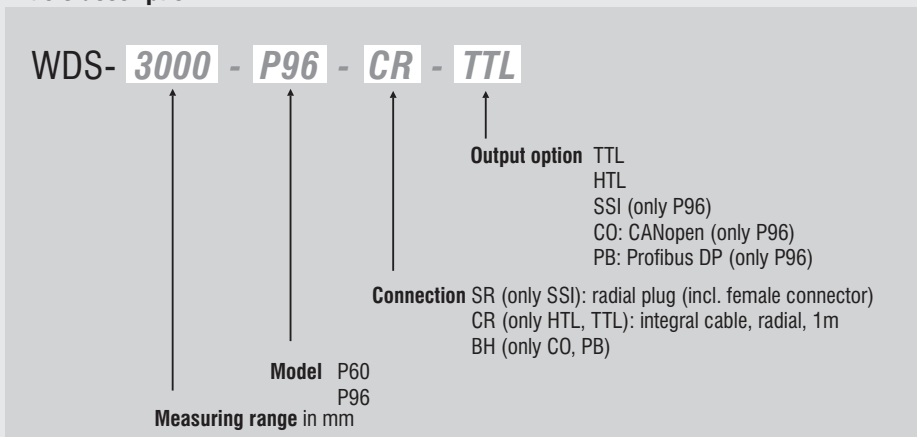 WDS- 3000 - P96 - CR - TTL
Output option TTL
HTL
SSI (only P96)
CO: CANopen (only P96)
PB: Profibus DP (only P96)
Connection SR (only SSI): radial plug (incl. female connector)
CR (only HTL, TTL): integral cable, radial, 1m
BH (only CO, PB)
Model P60
P96
Measuring range in mm